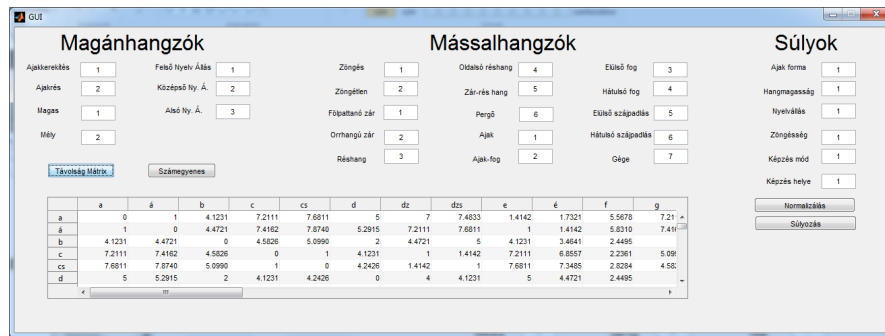 GUI
Magánhangzók Mássalhangzók Súlyok
Ajakkerekítés 1 Felső Nyelv Állás 1 Zöngés 1 Oldalsó réshang 4 Elülső fog 3 Ajak forma 1
Ajakrés 2 Középső Ny. Á. 2 Zöngétlen 2 Zár-rés hang 5 Hátulsó fog 4 Hangmagasság 1
Magas 1 Alsó Ny. Á. 3 Fölpattanó zár 1 Pergő 6 Elülső szájpadlás 5 Nyelvállás 1
Mély 2 Orrhangú zár 2 Ajak 1 Hátulsó szájpadlás 6 Zöngésség 1
Réshang 3 Ajak-fog 2 Gége 7 Képzés mód 1
Távolság Mátrix Számegyenes Képzés helye 1
Normalizálás
Súlyozás
a á b c cs d dz dzs e é f g
a 0 1 4.1231 7.2111 7.6811 5 7 7.4833 1.4142 1.7321 5.5678 7.21
á 1 0 4.4721 7.4162 7.8740 5.2915 7.2111 7.6811 1 1.4142 5.8310 7.416
b 4.1231 4.4721 0 4.5826 5.0990 2 4.4721 5 4.1231 3.4641 2.4495
c 7.2111 7.4162 4.5826 0 1 4.1231 1 1.4142 7.2111 6.8557 2.2361 5.099
cs 7.6811 7.8740 5.0990 1 0 4.2426 1.4142 1 7.6811 7.3485 2.8284 4.582
d 5 5.2915 2 4.1231 4.2426 0 4 4.1231 5 4.4721 2.4495